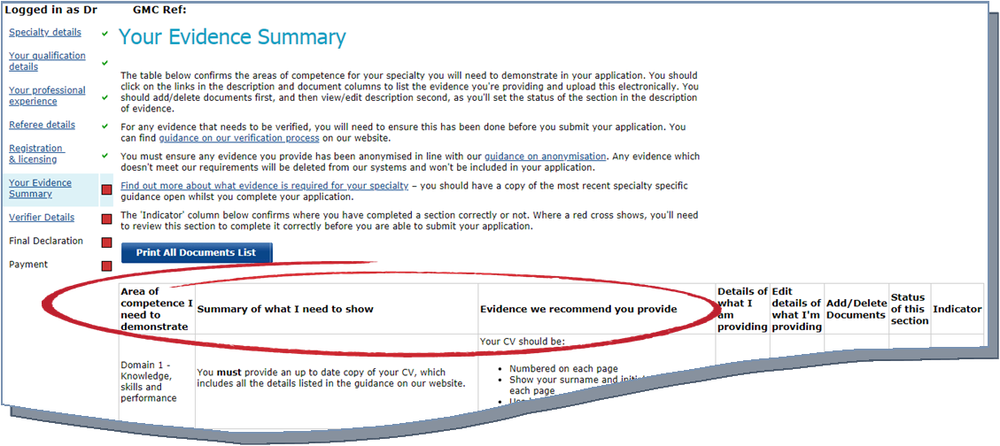 Logged in as Dr GMC Ref:
Specialty details
Your qualification
details
Your professional
experience
Referee details
Registration
& licensing
Your Evidence
Summary
Verifier Details
Final Declaration
Payment
Your Evidence Summary
The table below confirms the areas of competence for your specialty you will need to demonstrate in your application. You should
click on the links in the description and document columns to list the evidence you're providing and upload this electronically. You
should add/delete documents first, and then view/edit description second, as you'll set the status of the section in the description
of evidence.
For any evidence that needs to be verified, you will need to ensure this has been done before you submit your application. You
can find guidance on our verification process on our website.
You must ensure any evidence you provide has been anonymised in line with our guidance on anonymisation. Any evidence which
doesn't meet our requirements will be deleted from our systems and won't be included in your application.
Find out more about what evidence is required for your specialty – you should have a copy of the most recent specialty specific
guidance open whilst you complete your application.
The 'Indicator' column below confirms where you have completed a section correctly or not. Where a red cross shows, you'll need
to review this section to complete it correctly before you are able to submit your application.
Print All Documents List
Area of
competence I
need to
demonstrate
Summary of what I need to show
Evidence we recommend you provide
Details of
what I
am
providing
Edit
details of
what I'm
providing
Add/Delete
Documents
Status
of this
section
Indicator
Domain 1 -
Knowledge,
skills and
performance
You must provide an up to date copy of your CV, which
includes all the details listed in the guidance on our website.
Your CV should be:
• Numbered on each page
• Show your surname and
each page